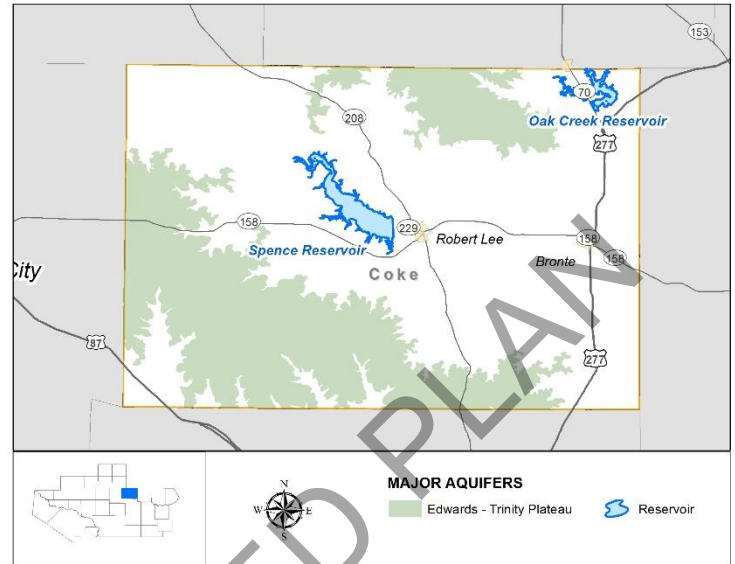 153
70
Oak Creek Reservoir
208
277
158
229
Robert Lee
158
Spence Reservoir
Bronte
158
City
Coke
87
277
N
W
E
S
MAJOR AQUIFERS
Edwards - Trinity Plateau
Reservoir
ED PLAN